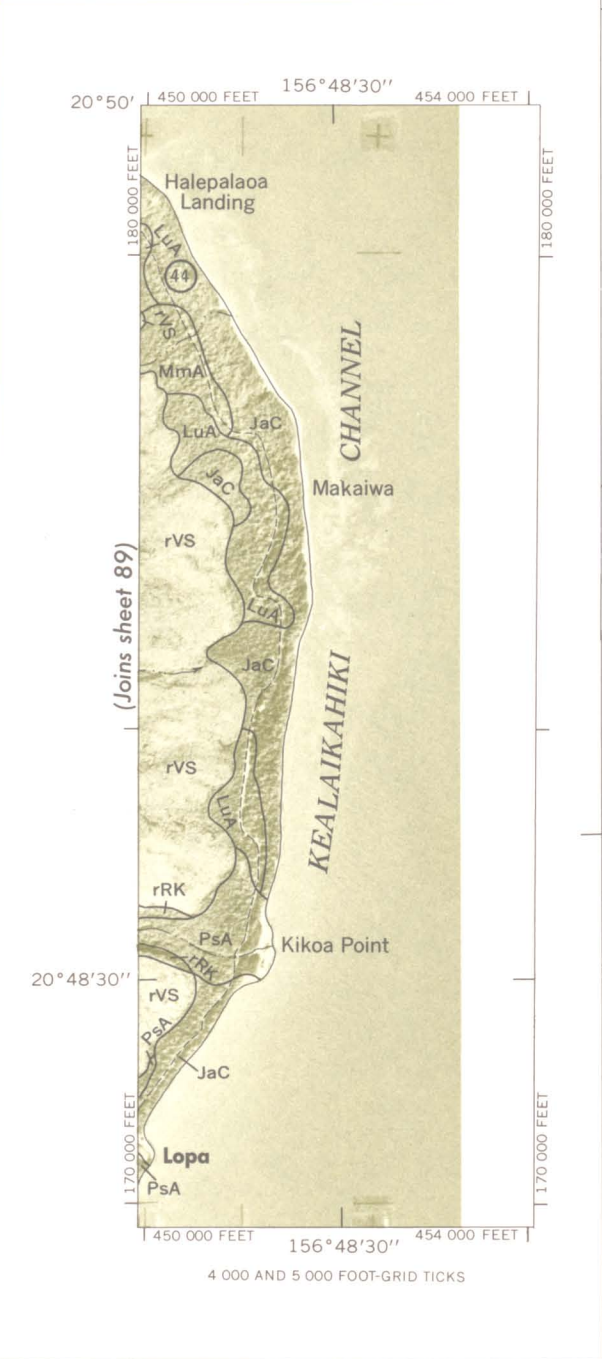 156°48'30''
20°50' 450 000 FEET 454 000 FEET
180 000 FEET
180 000 FEET
Halepalaoa
Landing
LuA
44
rVS
MmA
CHANNEL
JaC
LuA
JaC
Makaiwa
rVS
(Joins sheet 89)
LuA
JaC
KEALAIKAHIKI
rVS
LuA
rRK
PsA
Kikoa Point
rRK
20°48'30''
rVS
PsA
JaC
170 000 FEET
170 000 FEET
Lopa
PsA
450 000 FEET 454 000 FEET
156°48'30''
4 000 AND 5 000 FOOT-GRID TICKS